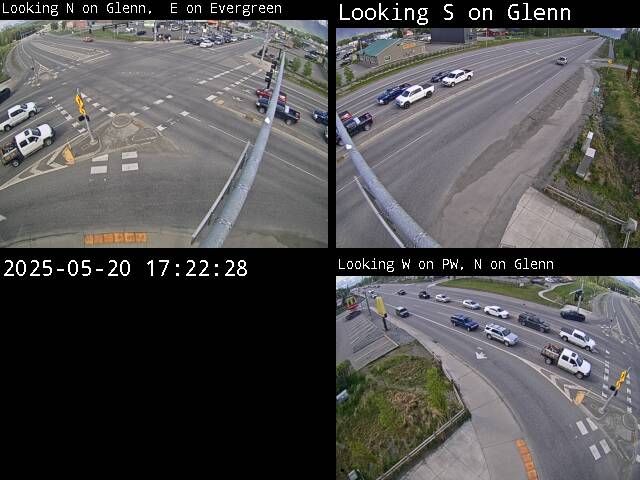 Looking N on Glenn, E on Evergreen
Looking S on Glenn
2025-05-20 17:22:28
Looking W on PW, N on Glenn